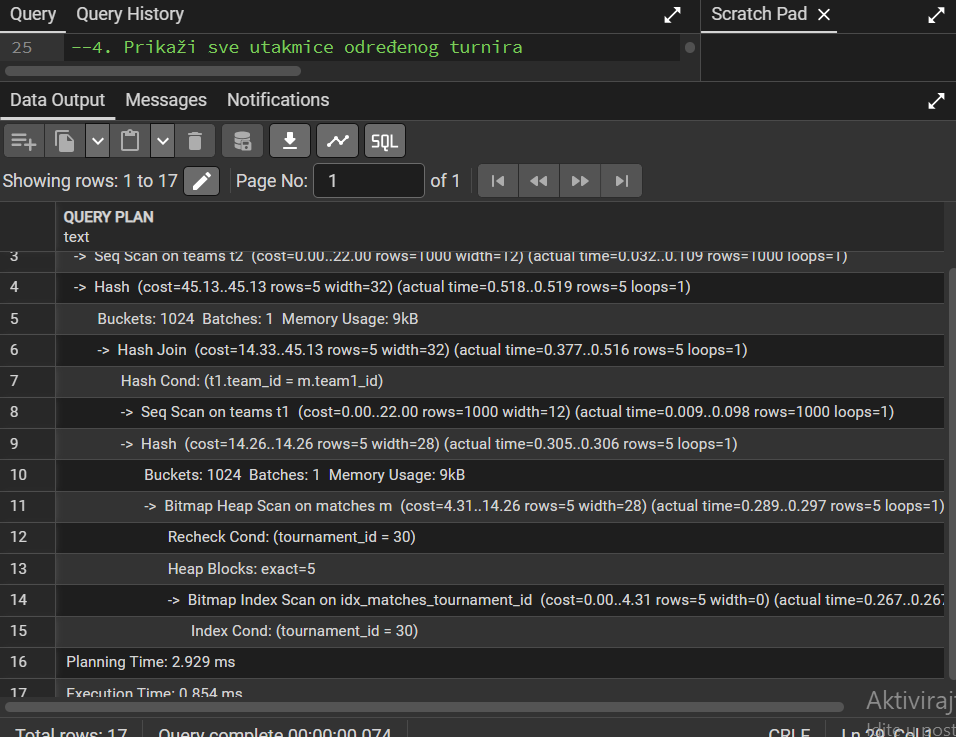 Query Query History Scratch Pad
25 --4. Prikaži sve utakmice određenog turnira
Data Output Messages Notifications
SQL
Showing rows: 1 to 17 Page No: 1 of 1
QUERY PLAN
text
3 -> Seq Scan on teams t2 (cost=0.00..22.00 rows=1000 width=12) (actual time=0.032..0.109 rows=1000 loops=1)
4 -> Hash (cost=45.13..45.13 rows=5 width=32) (actual time=0.518..0.519 rows=5 loops=1)
5 Buckets: 1024 Batches: 1 Memory Usage: 9kB
6 -> Hash Join (cost=14.33..45.13 rows=5 width=32) (actual time=0.377..0.516 rows=5 loops=1)
7 Hash Cond: (t1.team_id = m.team1_id)
8 -> Seq Scan on teams t1 (cost=0.00..22.00 rows=1000 width=12) (actual time=0.009..0.098 rows=1000 loops=1)
9 -> Hash (cost=14.26..14.26 rows=5 width=28) (actual time=0.305..0.306 rows=5 loops=1)
10 Buckets: 1024 Batches: 1 Memory Usage: 9kB
11 -> Bitmap Heap Scan on matches m (cost=4.31..14.26 rows=5 width=28) (actual time=0.289..0.297 rows=5 loops=1)
12 Recheck Cond: (tournament_id = 30)
13 Heap Blocks: exact=5
14 -> Bitmap Index Scan on idx_matches_tournament_id (cost=0.00..4.31 rows=5 width=0) (actual time=0.267..0.267
15 Index Cond: (tournament_id = 30)
16 Planning Time: 2.929 ms
17 Execution Time: 0.854 ms
Aktiviraj
Total rows: 17 Query complete 00:00:00.074 CRLF Ln 29, Col 1
Idite u post